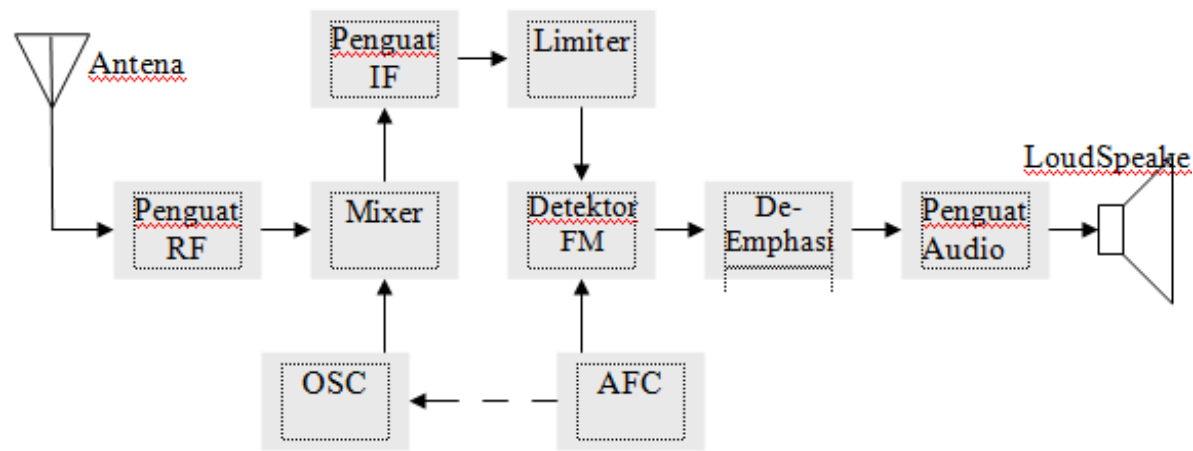 Antena
Penguat
IF
Limiter
LoudSpeake
Penguat
RF
Mixer
Detektor
FM
De-
Emphasi
Penguat
Audio
OSC
AFC